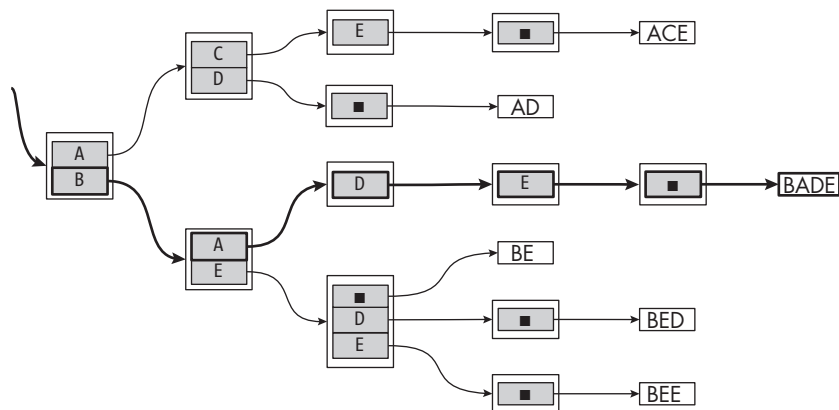 C E ■ ACE
D ■ AD
A
B D E ■ BADE
A
E ■ BE
D ■ BED
E ■ BEE